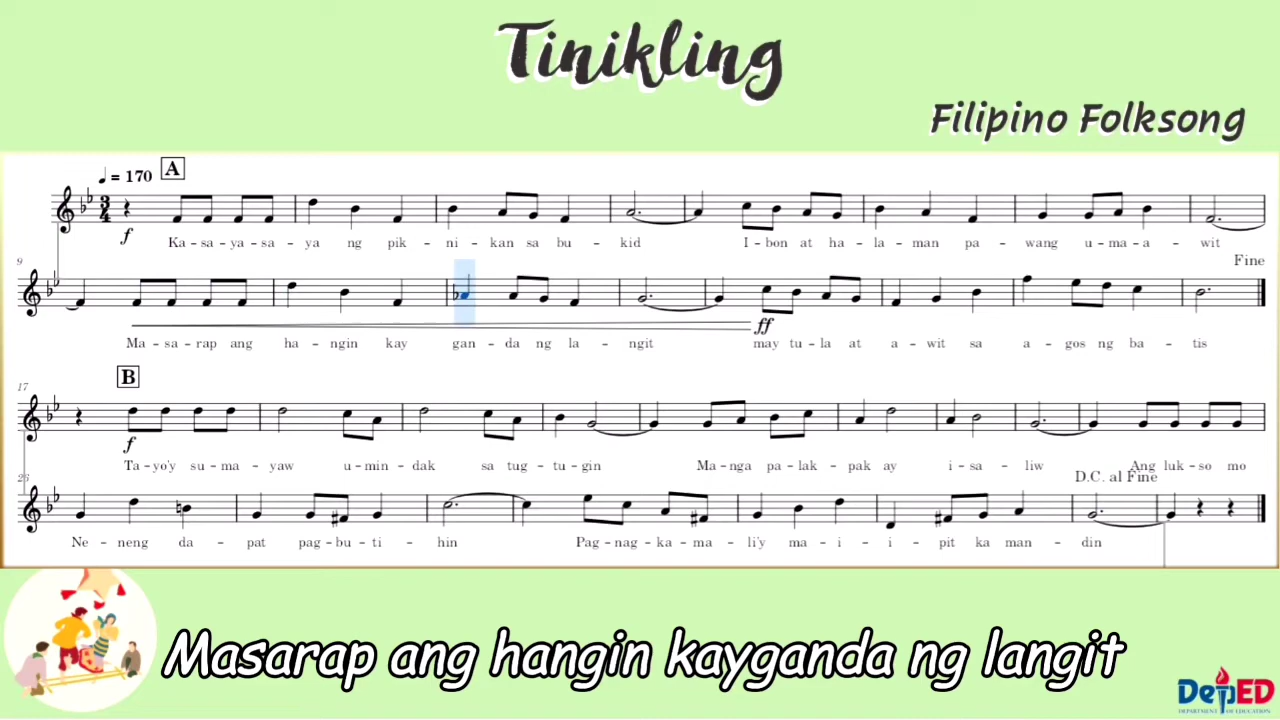 Tinikling
Filipino Folksong
♩ = 170 A
f
Ka - sa - ya - sa - ya ng pik - ni - kan sa bu - kid I - bon at ha - la - man pa - wang u - ma - a - wit
9 Fine
ff
Ma - sa - rap ang ha - ngin kay gan - da ng la - ngit may tu - la at a - wit sa a - gos ng ba - tis
17 B
f
Ta - yo'y su - ma - yaw u - min - dak sa tug - tu - gin Ma - nga pa - lak - pak ay i - sa - liw Ang luk - so mo
D.C. al Fine
Ne - neng da - pat pag - bu - ti - hin Pag - nag - ka - ma - li'y ma - i - i - pit ka man - din
Masarap ang hangin kayganda ng langit
DepED
DEPARTMENT OF EDUCATION